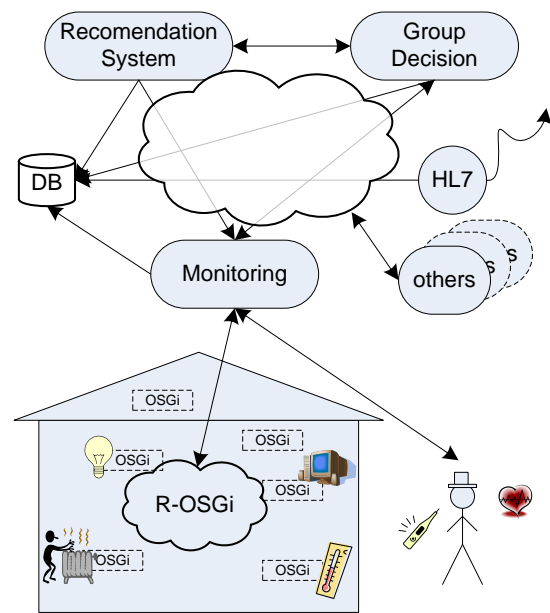 Recomendation
System
Group
Decision
DB
HL7
Monitoring
others
s
s
OSGi
OSGi
OSGi
OSGi
R-OSGi
OSGi
OSGi